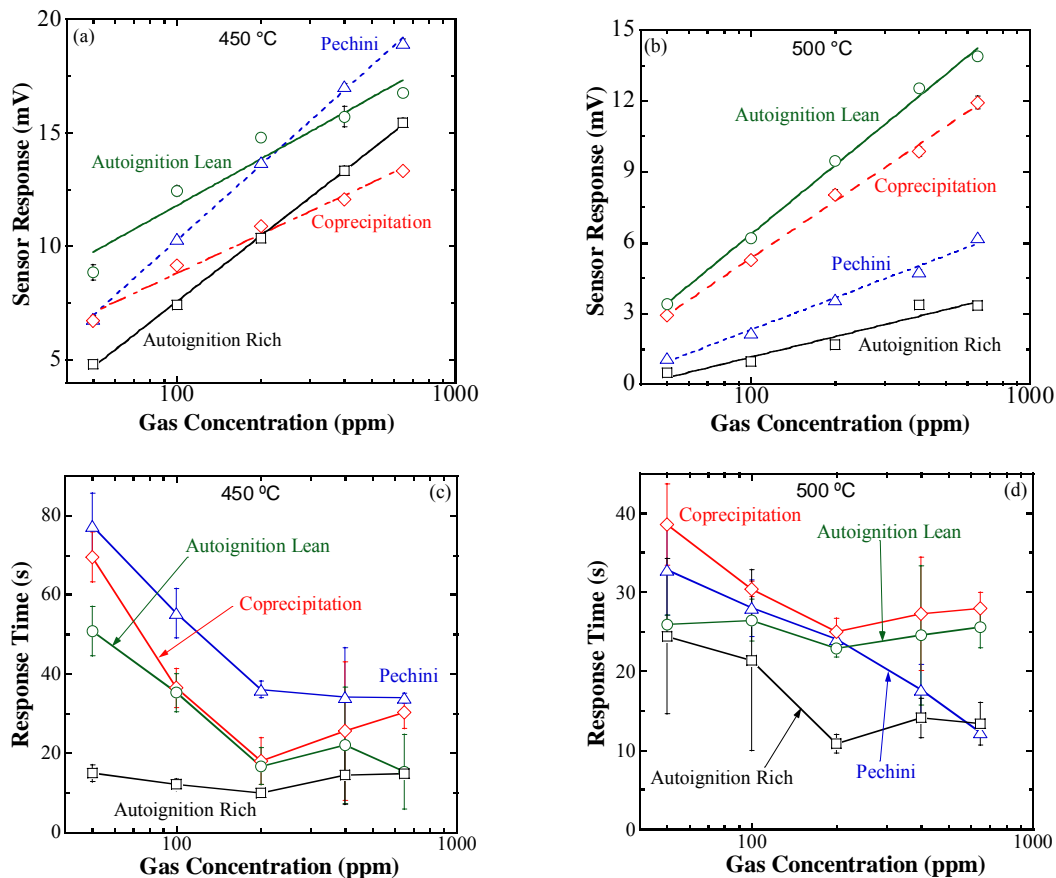 (a)
450 ºC
Pechini
Autoignition Lean
Coprecipitation
Autoignition Rich
Sensor Response (mV)
20
15
10
5
100
1000
Gas Concentration (ppm)
(b)
500 ºC
Autoignition Lean
Coprecipitation
Pechini
Autoignition Rich
Sensor Response (mV)
15
12
9
6
3
0
100
1000
Gas Concentration (ppm)
450 ºC
(c)
Autoignition Lean
Coprecipitation
Pechini
Autoignition Rich
Response Time (s)
80
60
40
20
0
100
1000
Gas Concentration (ppm)
500 ºC
(d)
Coprecipitation
Autoignition Lean
Autoignition Rich
Pechini
Response Time (s)
40
30
20
10
0
100
1000
Gas Concentration (ppm)